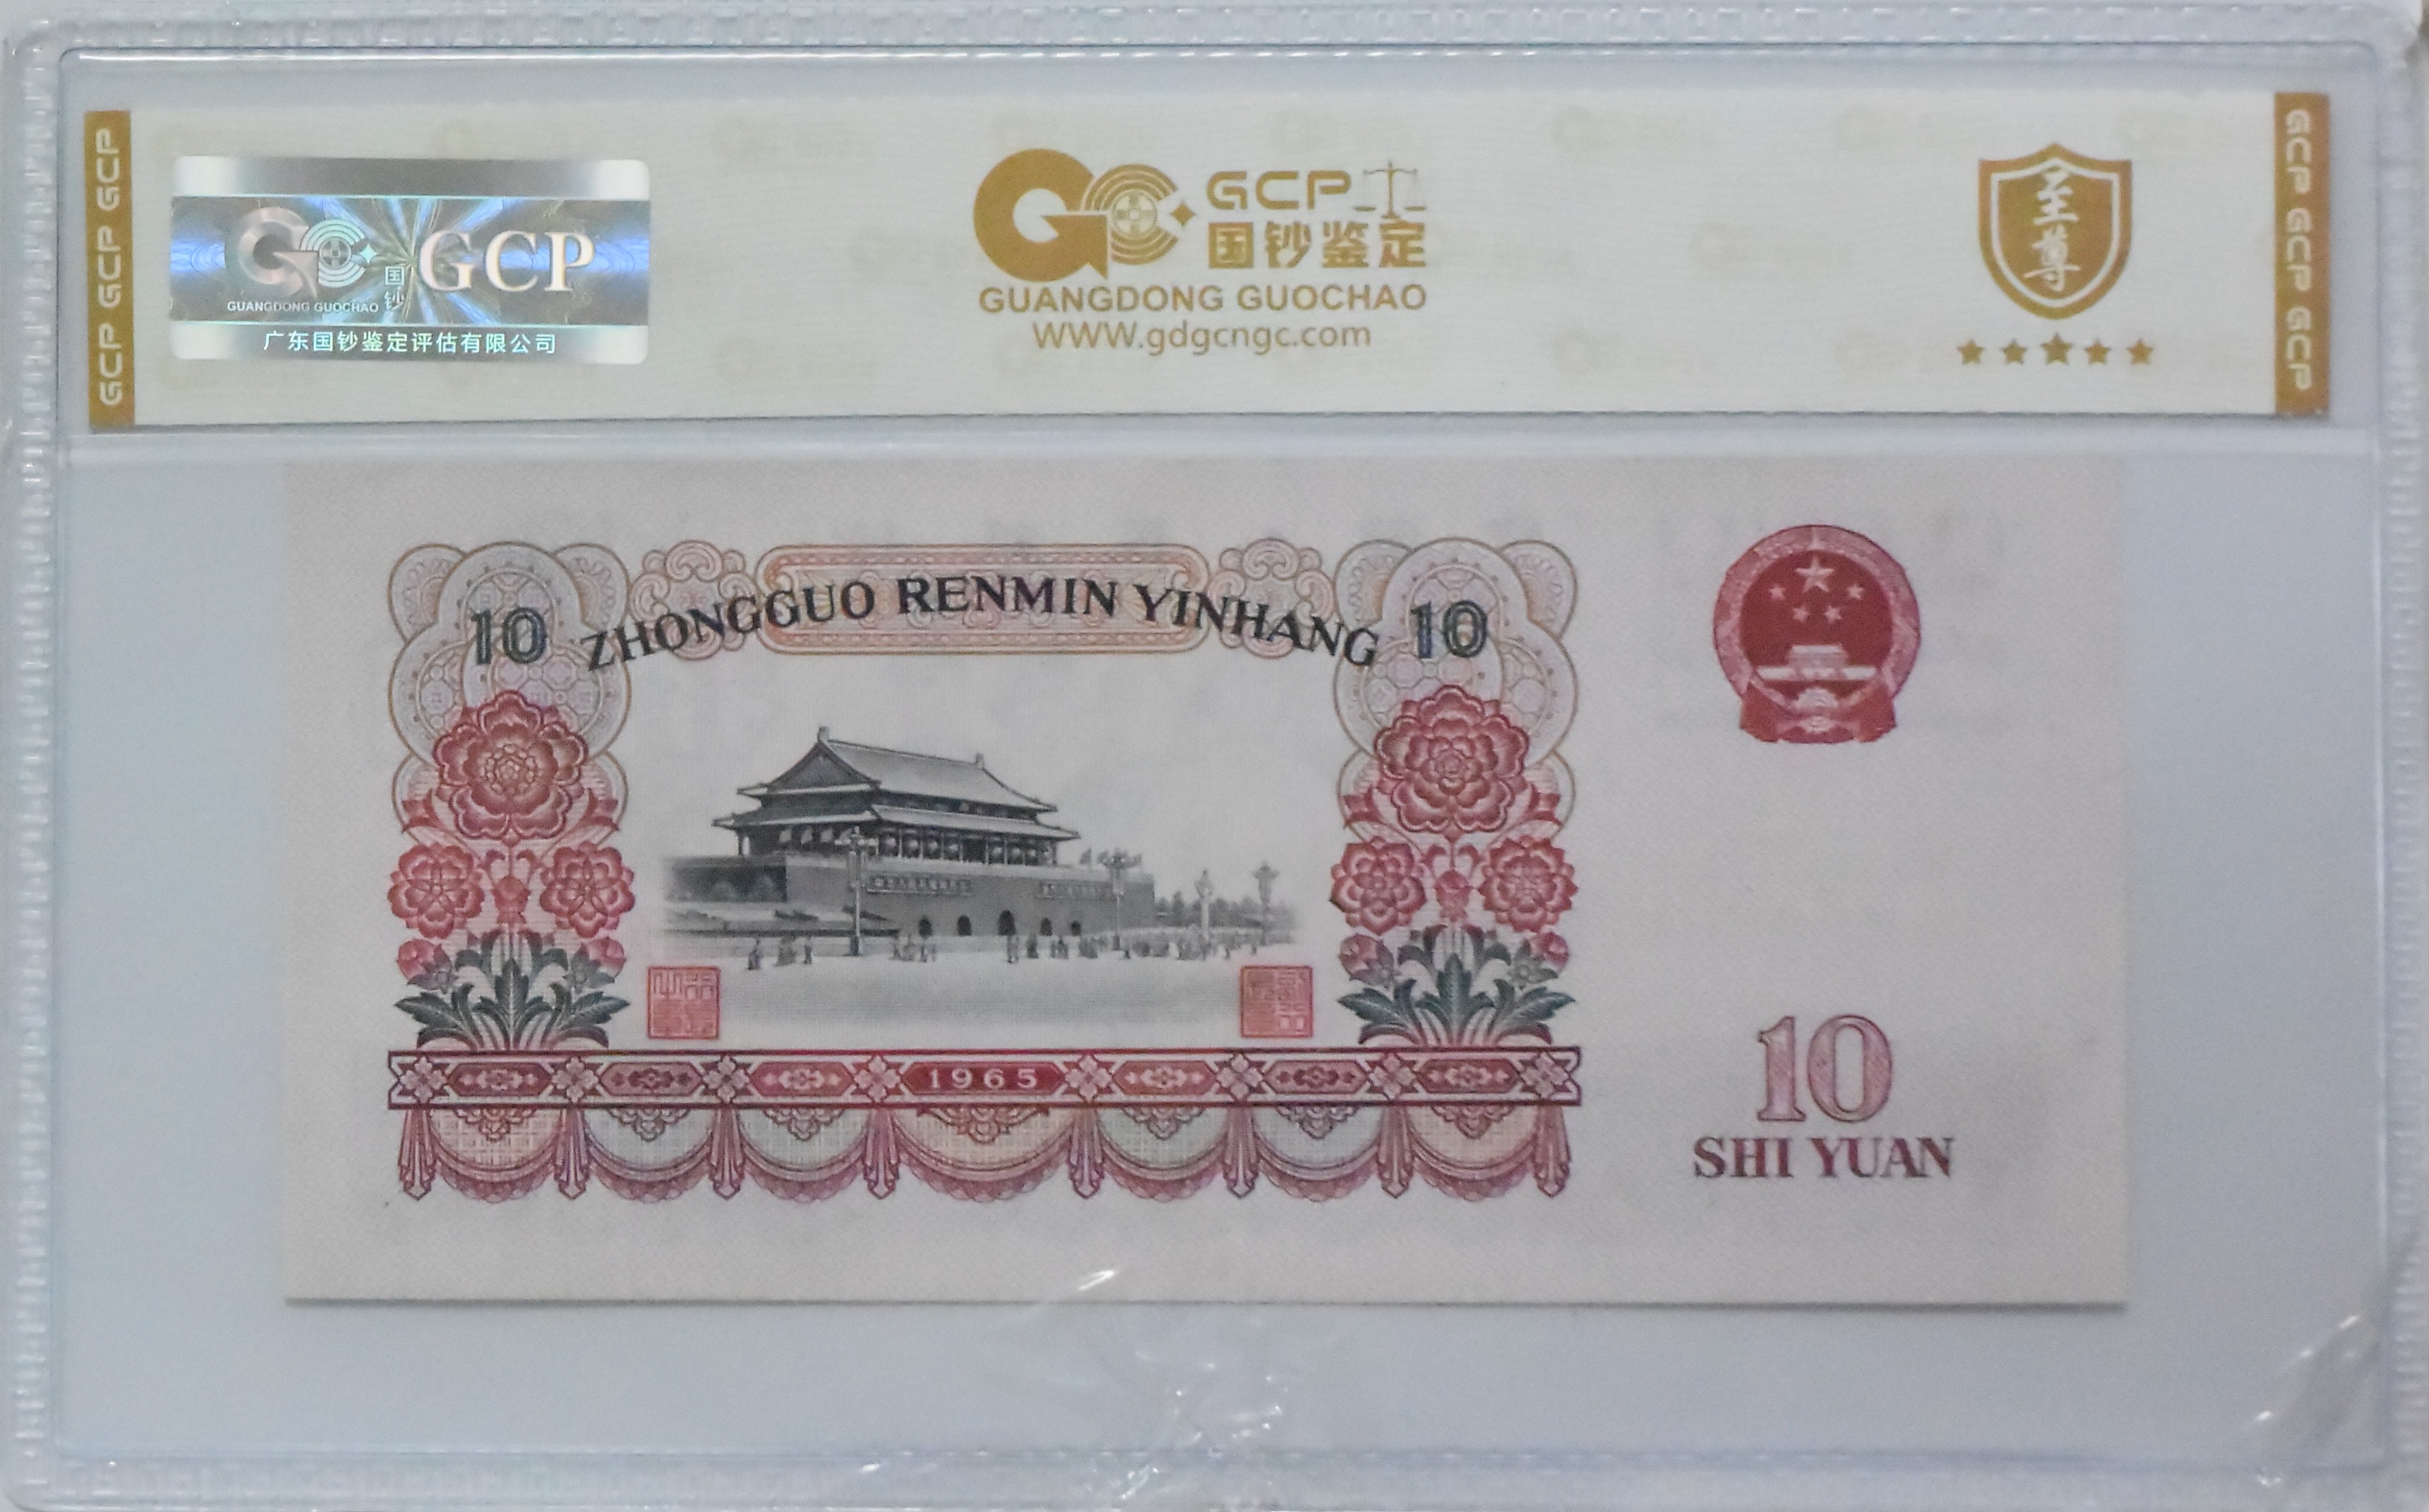 GCP GCP GCP
GCP
国钞
GUANGDONG GUOCHAO
广东国钞鉴定评估有限公司
GCP
国钞鉴定
GUANGDONG GUOCHAO
WWW.gdgcngc.com
至尊
GCP GCP GCP
10 ZHONGGUO RENMIN YINHANG 10
1965
10
SHI YUAN